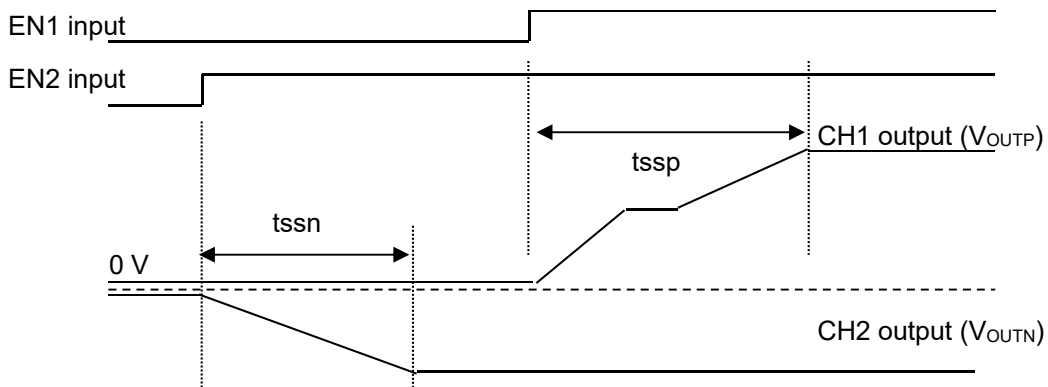 EN1 input
EN2 input
CH1 output (VOUTP)
tssp
tssn
0 V
CH2 output (VOUTN)